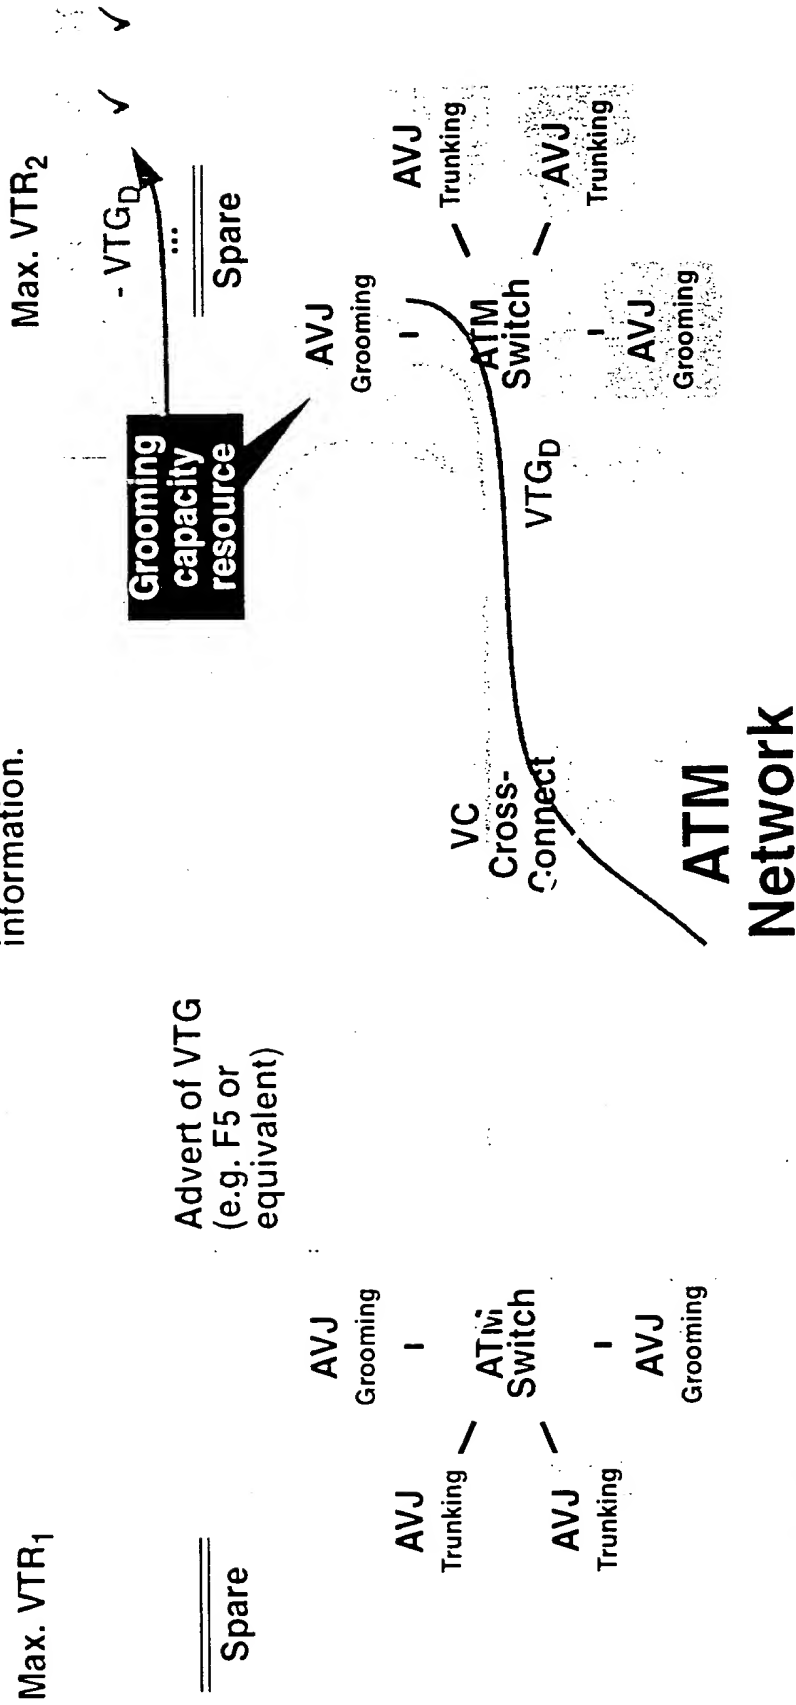 information.
Max. VTR1
Spare
Advert of VTG
(e.g. F5 or
equivalent)
Max. VTR2
- VTGD
...
Spare
Grooming
capacity
resource
AVJ
Grooming
AVJ
Trunking
ATM
Switch
AVJ
Trunking
AVJ
Grooming
VC
Cross-
Connect
VTGD
AVJ
Grooming
ATM
Switch
AVJ
Trunking
AVJ
Trunking
AVJ
Grooming
ATM
Network